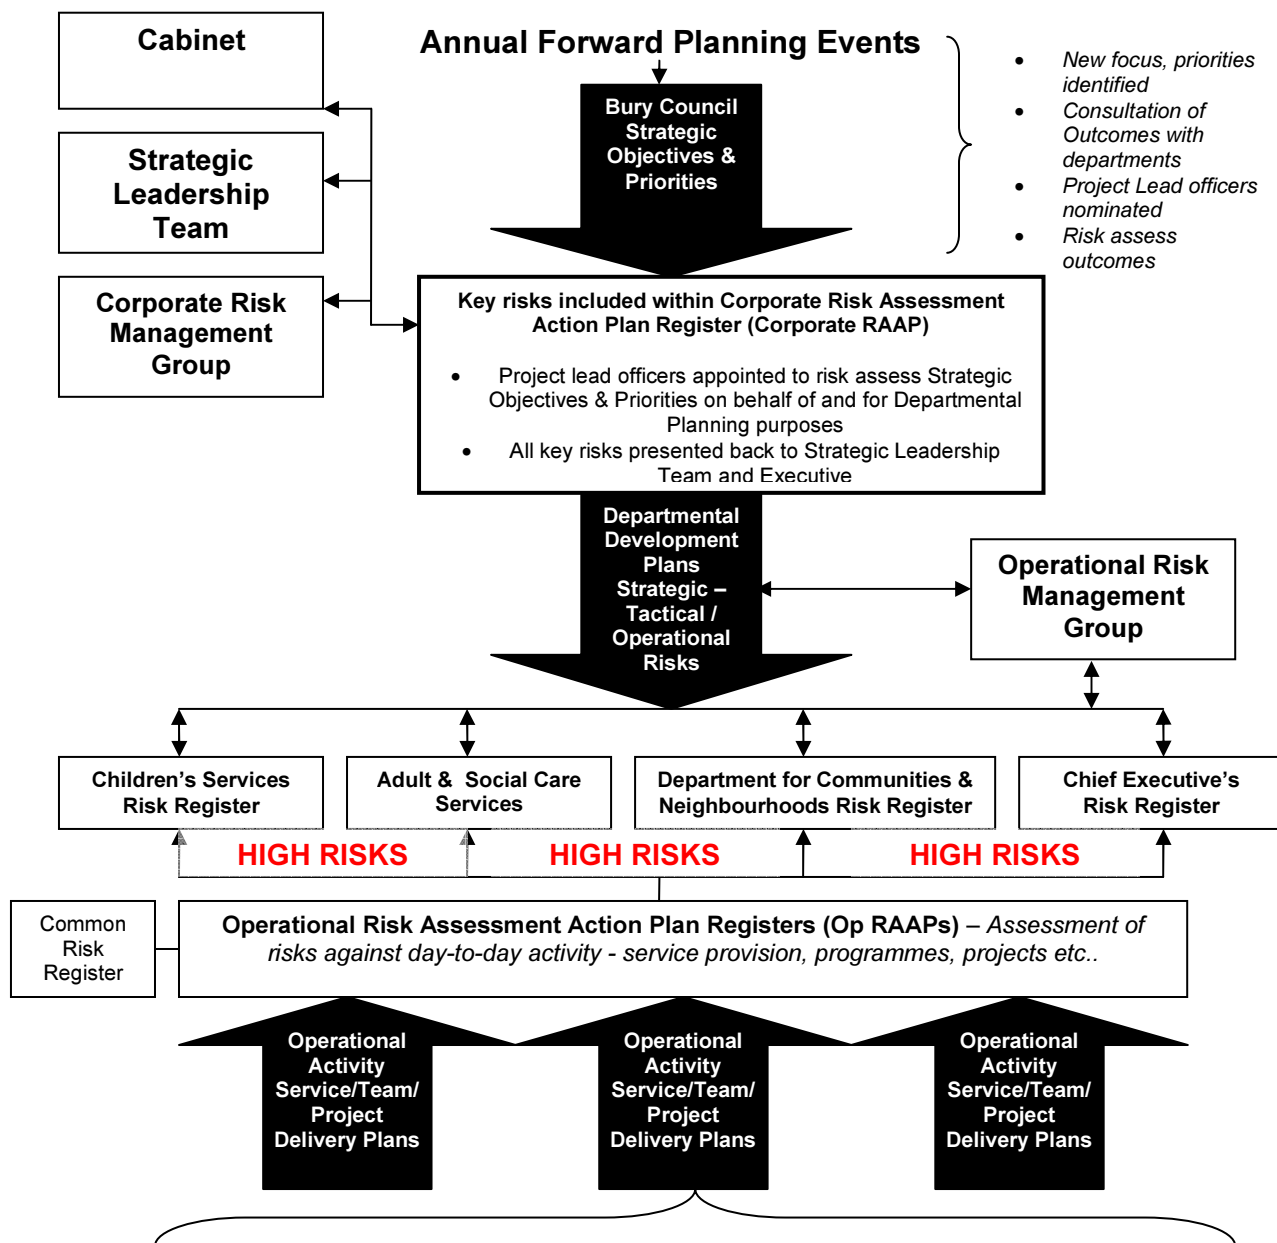 Cabinet
Annual Forward Planning Events
• New focus, priorities
identified
• Consultation of
Outcomes with
departments
• Project Lead officers
nominated
• Risk assess
outcomes
Bury Council
Strategic
Objectives &
Priorities
Strategic
Leadership
Team
Corporate Risk
Management
Group
Key risks included within Corporate Risk Assessment
Action Plan Register (Corporate RAAP)
• Project lead officers appointed to risk assess Strategic
Objectives & Priorities on behalf of and for Departmental
Planning purposes
• All key risks presented back to Strategic Leadership
Team and Executive
Departmental
Development
Plans
Strategic –
Tactical /
Operational
Risks
Operational Risk
Management
Group
Children’s Services
Risk Register
Adult & Social Care
Services
Department for Communities &
Neighbourhoods Risk Register
Chief Executive’s
Risk Register
HIGH RISKS
HIGH RISKS
HIGH RISKS
Common
Risk
Register
Operational Risk Assessment Action Plan Registers (Op RAAPs) – Assessment of
risks against day-to-day activity - service provision, programmes, projects etc..
Operational
Activity
Service/Team/
Project
Delivery Plans
Operational
Activity
Service/Team/
Project
Delivery Plans
Operational
Activity
Service/Team/
Project
Delivery Plans